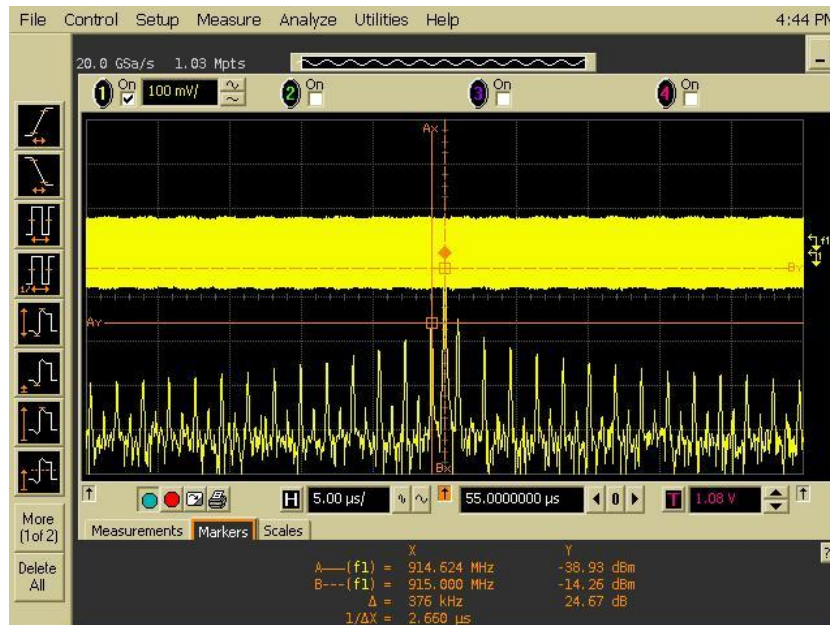 File Control Setup Measure Analyze Utilities Help 4:44 PM
20.0 GSa/s 1.03 Mpts
1 On 100 mV/ 2 On 3 On 4 On
Ax
f1
By
Ay
Bx
H 5.00 µs/ 55.0000000 µs 0 T 1.08 V
More
(1 of 2)
Delete
All
Measurements Markers Scales
?
X Y
A——(f1) = 914.624 MHz -38.93 dBm
B---(f1) = 915.000 MHz -14.26 dBm
Δ = 376 kHz 24.67 dB
1/ΔX = 2.660 µs